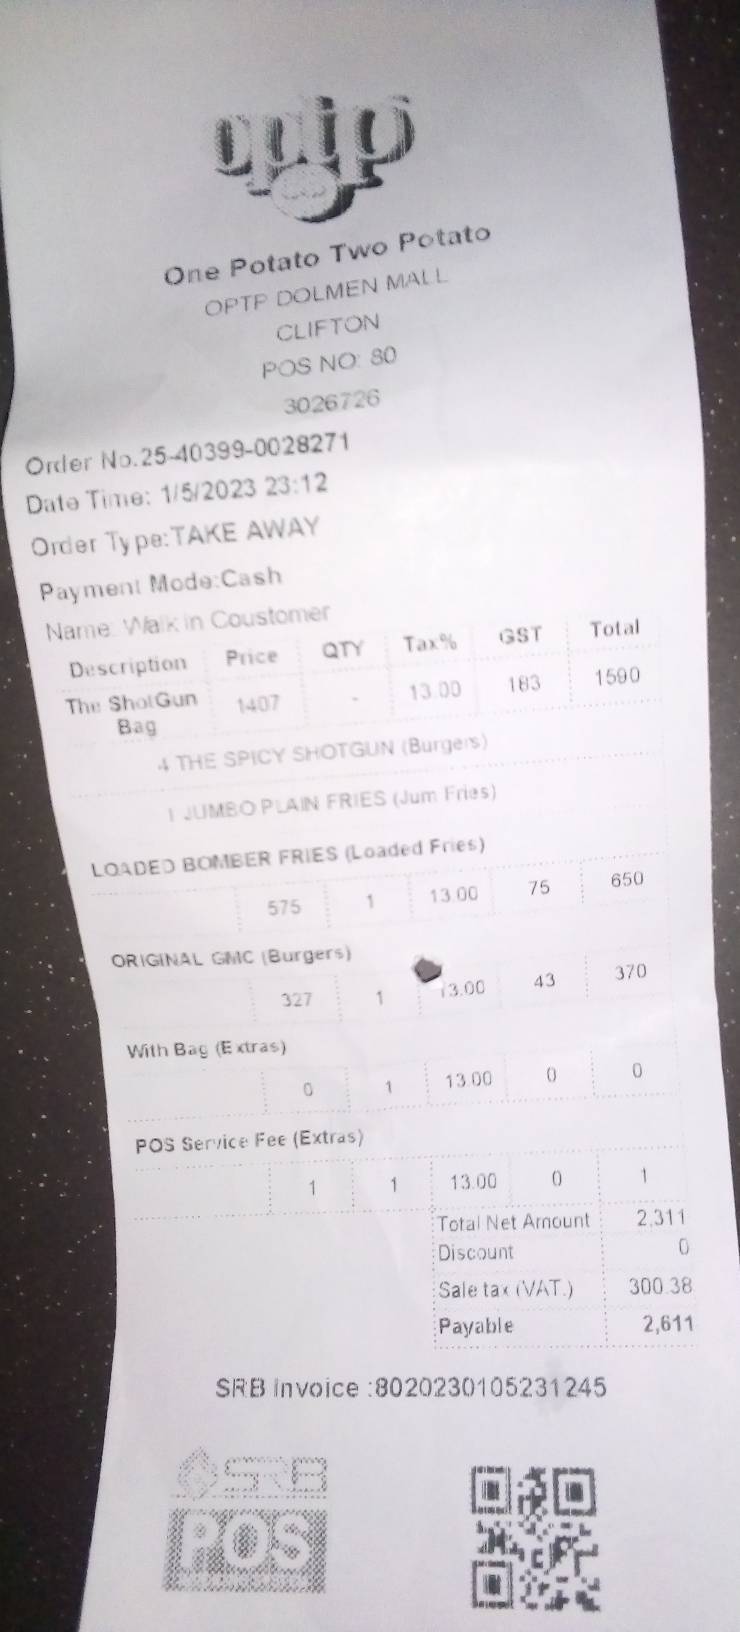 optp
One Potato Two Potato
OPTP DOLMEN MALL
CLIFTON
POS NO: 80
3026726
Order No.25-40399-0028271
Date Time: 1/5/2023 23:12
Order Type:TAKE AWAY
Payment Mode:Cash
Name: Walk in Coustomer
Description Price QTY Tax% GST Total
The ShotGun Bag 1407 - 13.00 183 1590
4 THE SPICY SHOTGUN (Burgers)
1 JUMBO PLAIN FRIES (Jum Fries)
LOADED BOMBER FRIES (Loaded Fries)
575 1 13.00 75 650
ORIGINAL GMC (Burgers)
327 1 13.00 43 370
With Bag (Extras)
0 1 13.00 0 0
POS Service Fee (Extras)
1 1 13.00 0 1
Total Net Amount 2,311
Discount 0
Sale tax (VAT.) 300.38
Payable 2,611
SRB Invoice :8020230105231245
SRB
POS